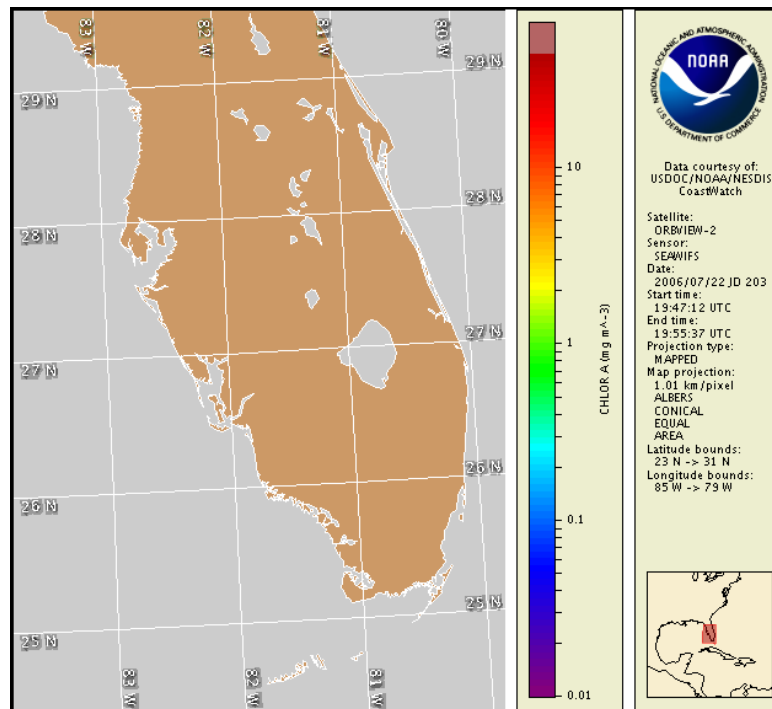 83 W
82 W
81 W
80 W
29 N
29 N
28 N
28 N
27 N
27 N
26 N
26 N
25 N
25 N
83 W
82 W
81 W
10
1
0.1
0.01
CHLOR A (mg m^-3)
NATIONAL OCEANIC AND ATMOSPHERIC ADMINISTRATION
NOAA
U.S. DEPARTMENT OF COMMERCE
Data courtesy of:
USDOC/NOAA/NESDIS
CoastWatch
Satellite:
ORBVIEW-2
Sensor:
SEAWIFS
Date:
2006/07/22 JD 203
Start time:
19:47:12 UTC
End time:
19:55:37 UTC
Projection type:
MAPPED
Map projection:
1.01 km/pixel
ALBERS
CONICAL
EQUAL
AREA
Latitude bounds:
23 N -> 31 N
Longitude bounds:
85 W -> 79 W